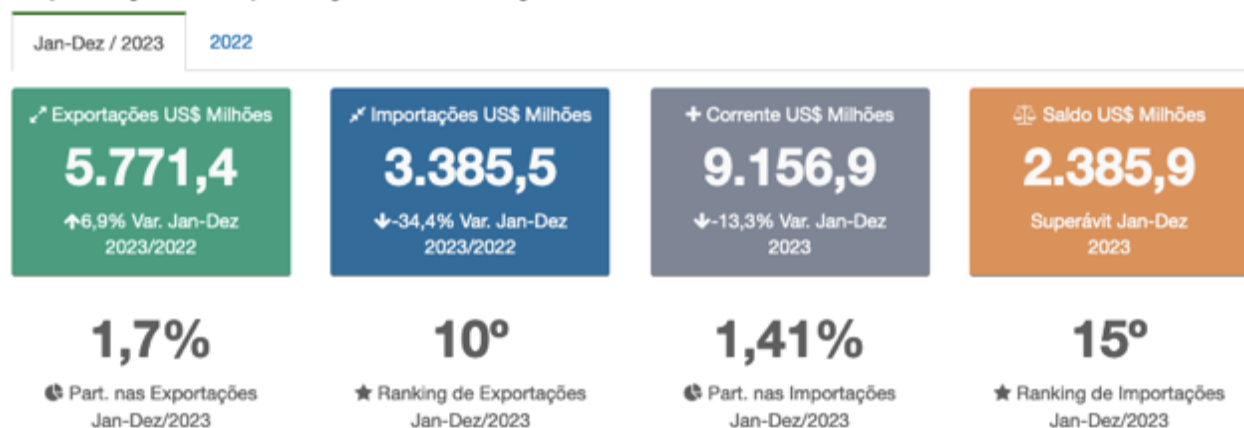 Jan-Dez / 2023
2022
Exportações US$ Milhões
5.771,4
6,9% Var. Jan-Dez
2023/2022
Importações US$ Milhões
3.385,5
-34,4% Var. Jan-Dez
2023/2022
Corrente US$ Milhões
9.156,9
-13,3% Var. Jan-Dez
2023
Saldo US$ Milhões
2.385,9
Superávit Jan-Dez
2023
1,7%
Part. nas Exportações
Jan-Dez/2023
10º
Ranking de Exportações
Jan-Dez/2023
1,41%
Part. nas Importações
Jan-Dez/2023
15º
Ranking de Importações
Jan-Dez/2023